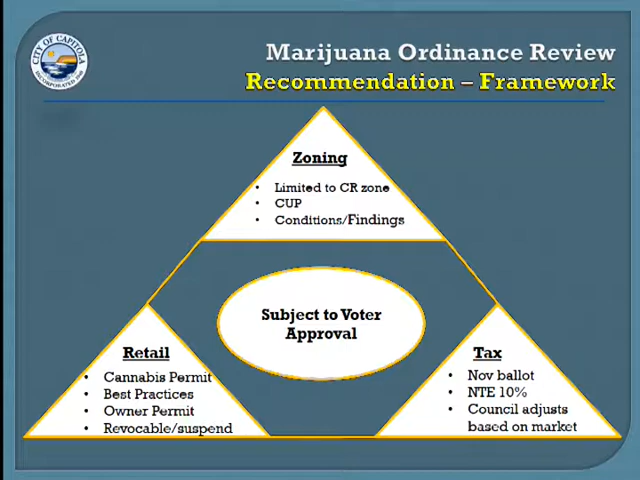 CITY OF CAPITOLA
INCORPORATED 1949
Marijuana Ordinance Review
Recommendation – Framework
Zoning
• Limited to CR zone
• CUP
• Conditions/Findings
Subject to Voter
Approval
Retail
• Cannabis Permit
• Best Practices
• Owner Permit
• Revocable/suspend
Tax
• Nov ballot
• NTE 10%
• Council adjusts
based on market